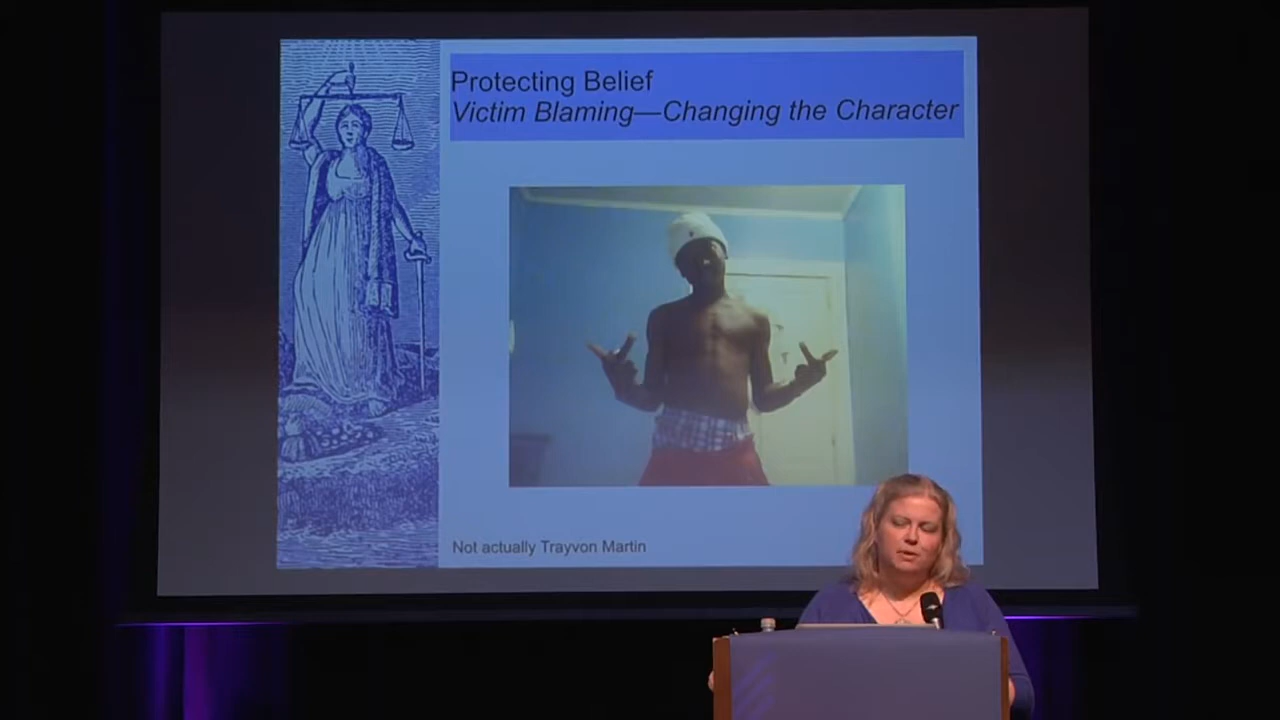 Protecting Belief
Victim Blaming—Changing the Character
Not actually Trayvon Martin